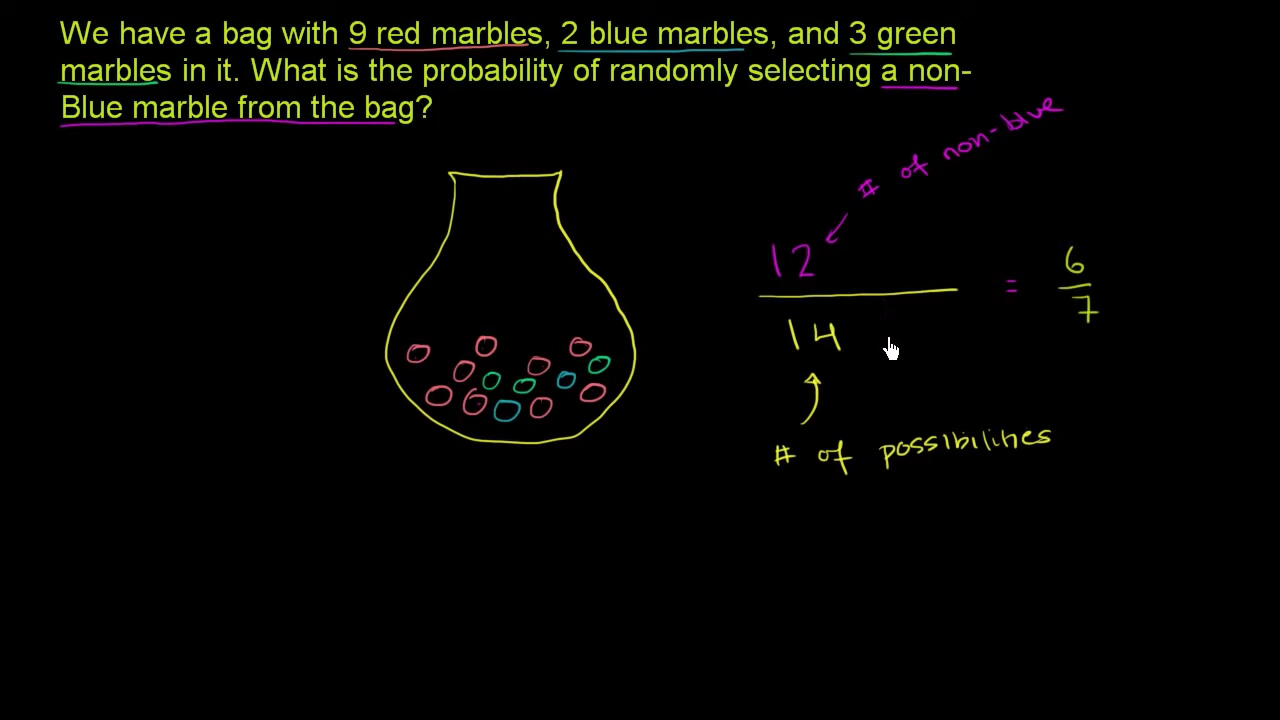 We have a bag with 9 red marbles, 2 blue marbles, and 3 green
marbles in it. What is the probability of randomly selecting a non-
Blue marble from the bag?
# of non-blue
12
14
= 6/7
# of possibilities